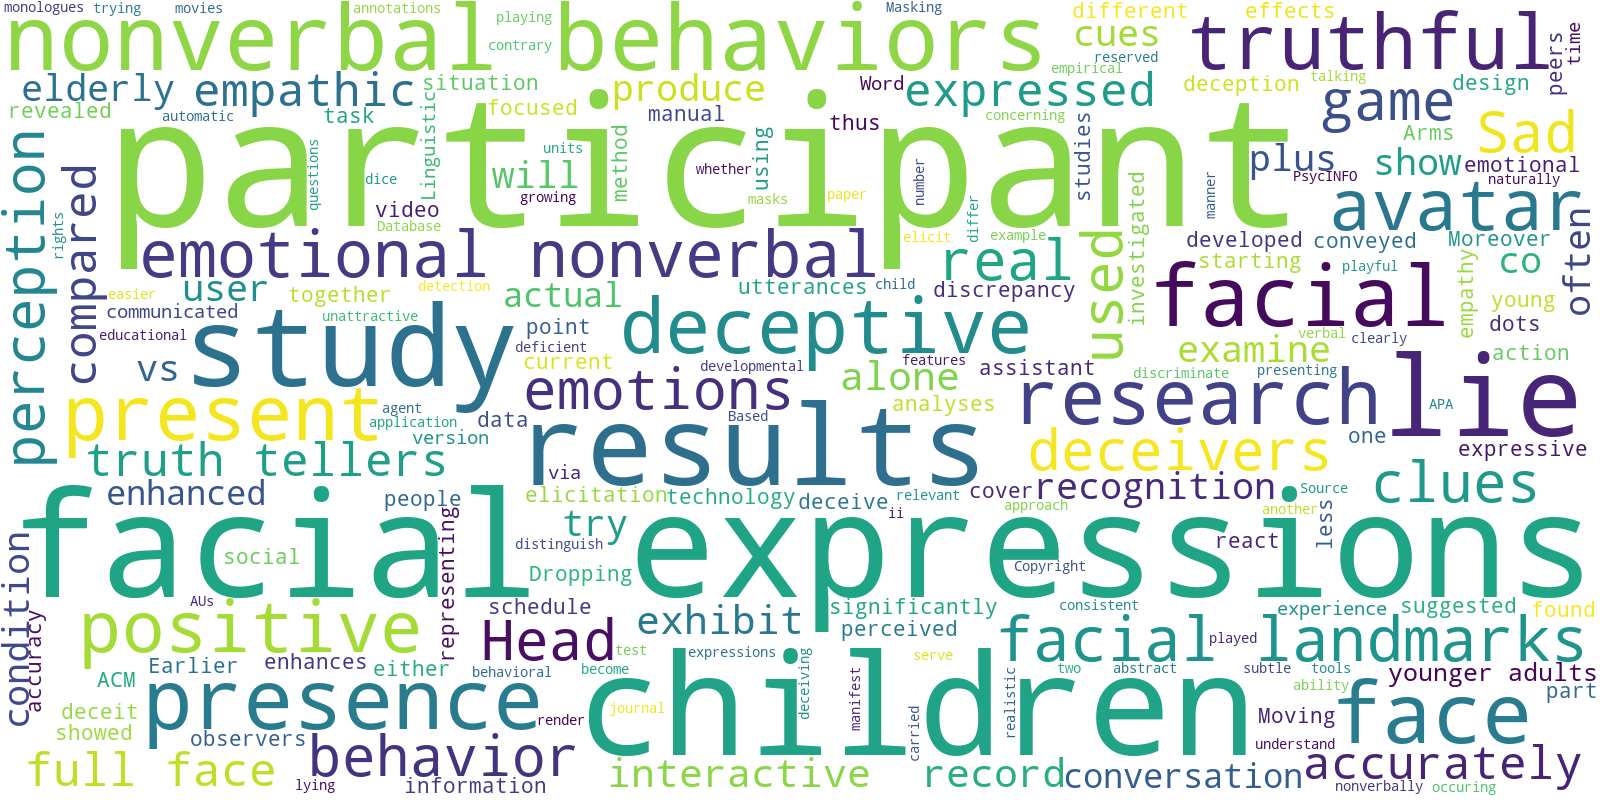 monologues trying movies annotations playing contrary Masking different effects
nonverbal behaviors cues truthful time
reserved empirical peers
elderly empathic situation produce Word expressed deception talking design
revealed automatic task focused manual concerning game
Linguistic thus Arms Sad
participant
perception compared questions dice units will method whether using studies plus show emotional
growing masks paper number PsycINFO naturally
rights video Database differ manner avatar often
emotional nonverbal elicit example real used investigated developed conveyed Moreover co
starting playful
easier user together actual utterances child discrepancy facial empathy young
detection
communicated unattractive point deceptive verbal clearly dots
educational vs study deficient current developmental features assistant examine action
emotions alone discriminate presenting
present agent data Based analyses research lie
application APA
version results deceivers one expressive
truth tellers via recognition clues
enhanced people elicitation technology deceive relevant cover Source
try ii approach another less
condition facial expressions
representing distinguish react
social Dropping Copyright
accuracy AUs schedule exhibit significantly consistent experience suggested found
positive Head perceived facial landmarks
played
Earlier enhances either test expressions serve two abstract subtle tools younger adults
ACM behavioral become ability part
presence children
deceit journal deceiving manifest realistic Moving face
showed observers render carried understand
full face behavior interactive record conversation accurately
lying information nonverbally occuring